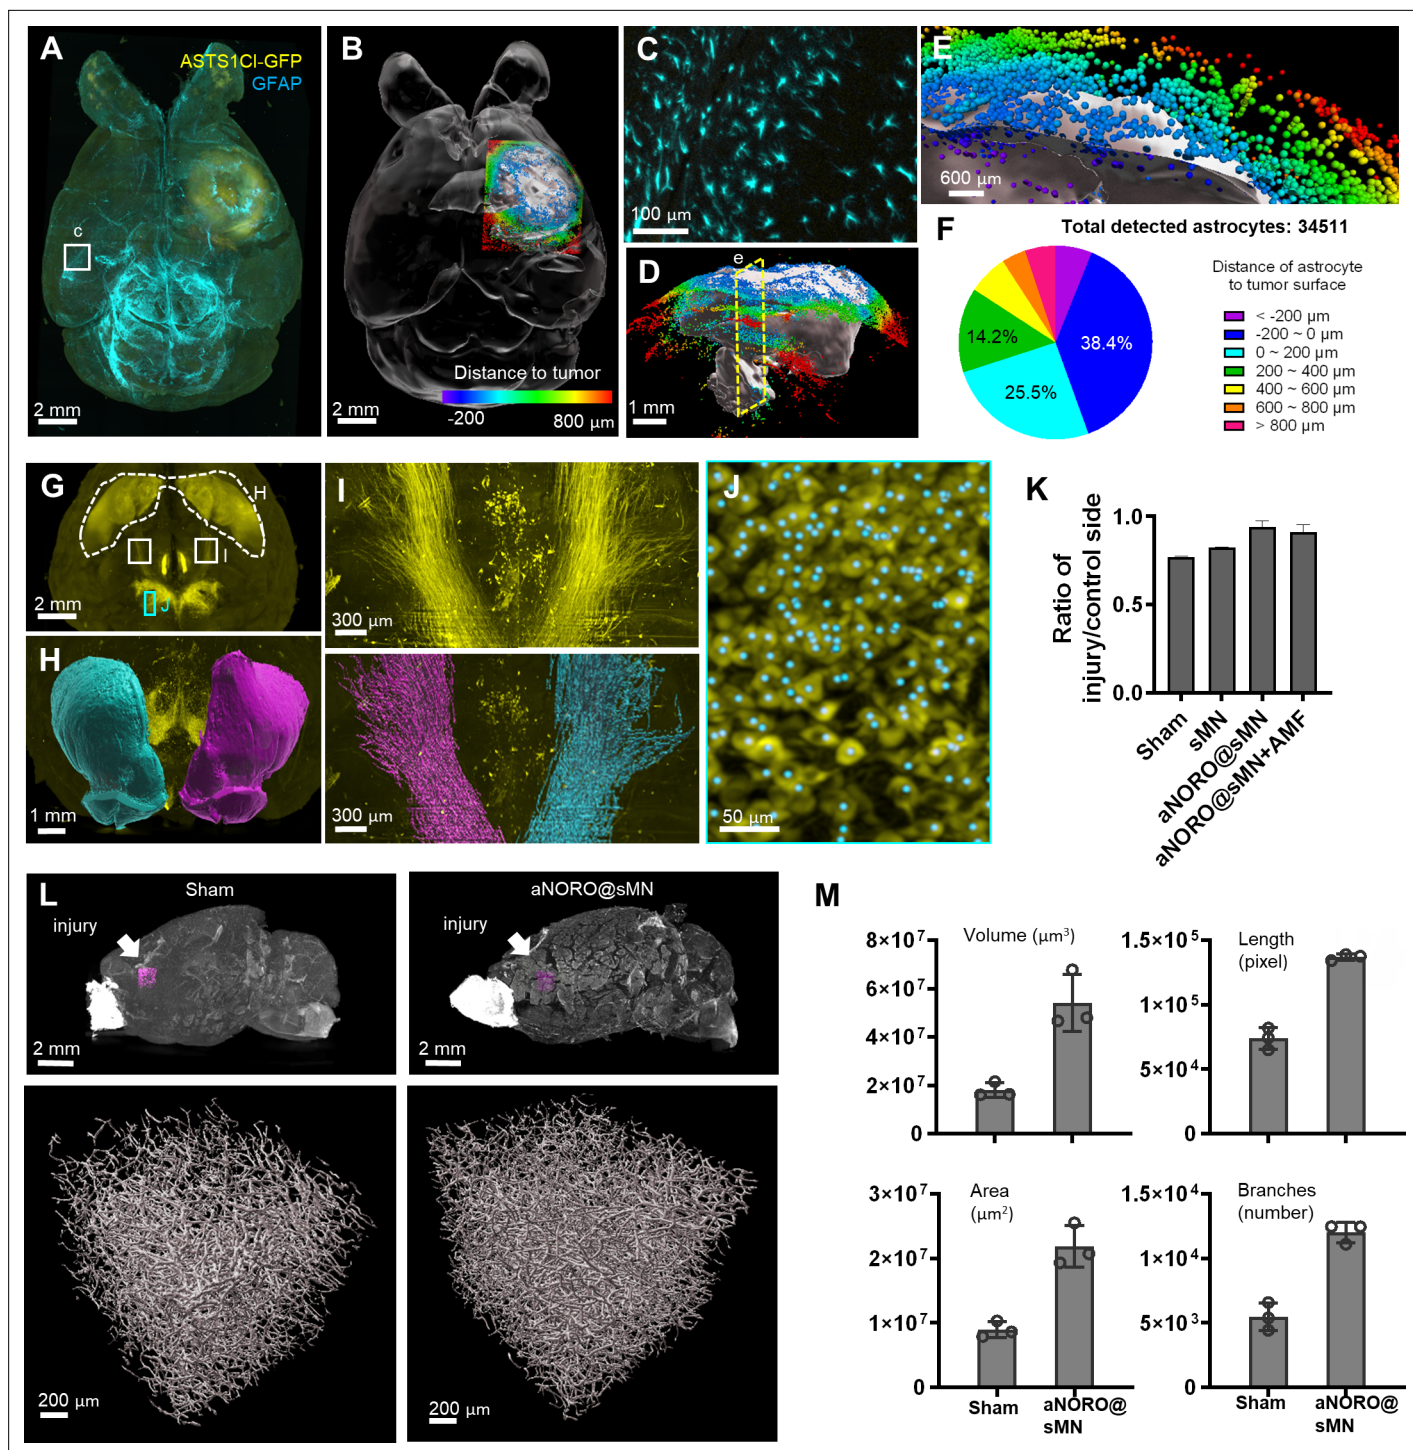 A
ASTS1CI-GFP
GFAP
c
2 mm
B
Distance to tumor
-200
800 µm
2 mm
C
100 µm
D
e
1 mm
E
600 µm
F
Total detected astrocytes: 34511
38.4%
25.5%
14.2%
Distance of astrocyte
to tumor surface
< -200 µm
-200 ~ 0 µm
0 ~ 200 µm
200 ~ 400 µm
400 ~ 600 µm
600 ~ 800 µm
> 800 µm
G
H
I
J
2 mm
H
1 mm
I
300 µm
300 µm
J
50 µm
K
Ratio of
injury/control side
1.0
0.5
0.0
Sham
sMN
aNORO@sMN
aNORO@sMN+AMF
L
Sham
injury
2 mm
aNORO@sMN
injury
2 mm
200 µm
200 µm
M
Volume (µm³)
8×10⁷
6×10⁷
4×10⁷
2×10⁷
0
Length
(pixel)
1.5×10⁵
1×10⁵
5×10⁴
0
Area
(µm²)
3×10⁷
2×10⁷
1×10⁷
0
Sham
aNORO@
sMN
Branches
(number)
1.5×10⁴
1×10⁴
5×10³
0
Sham
aNORO@
sMN